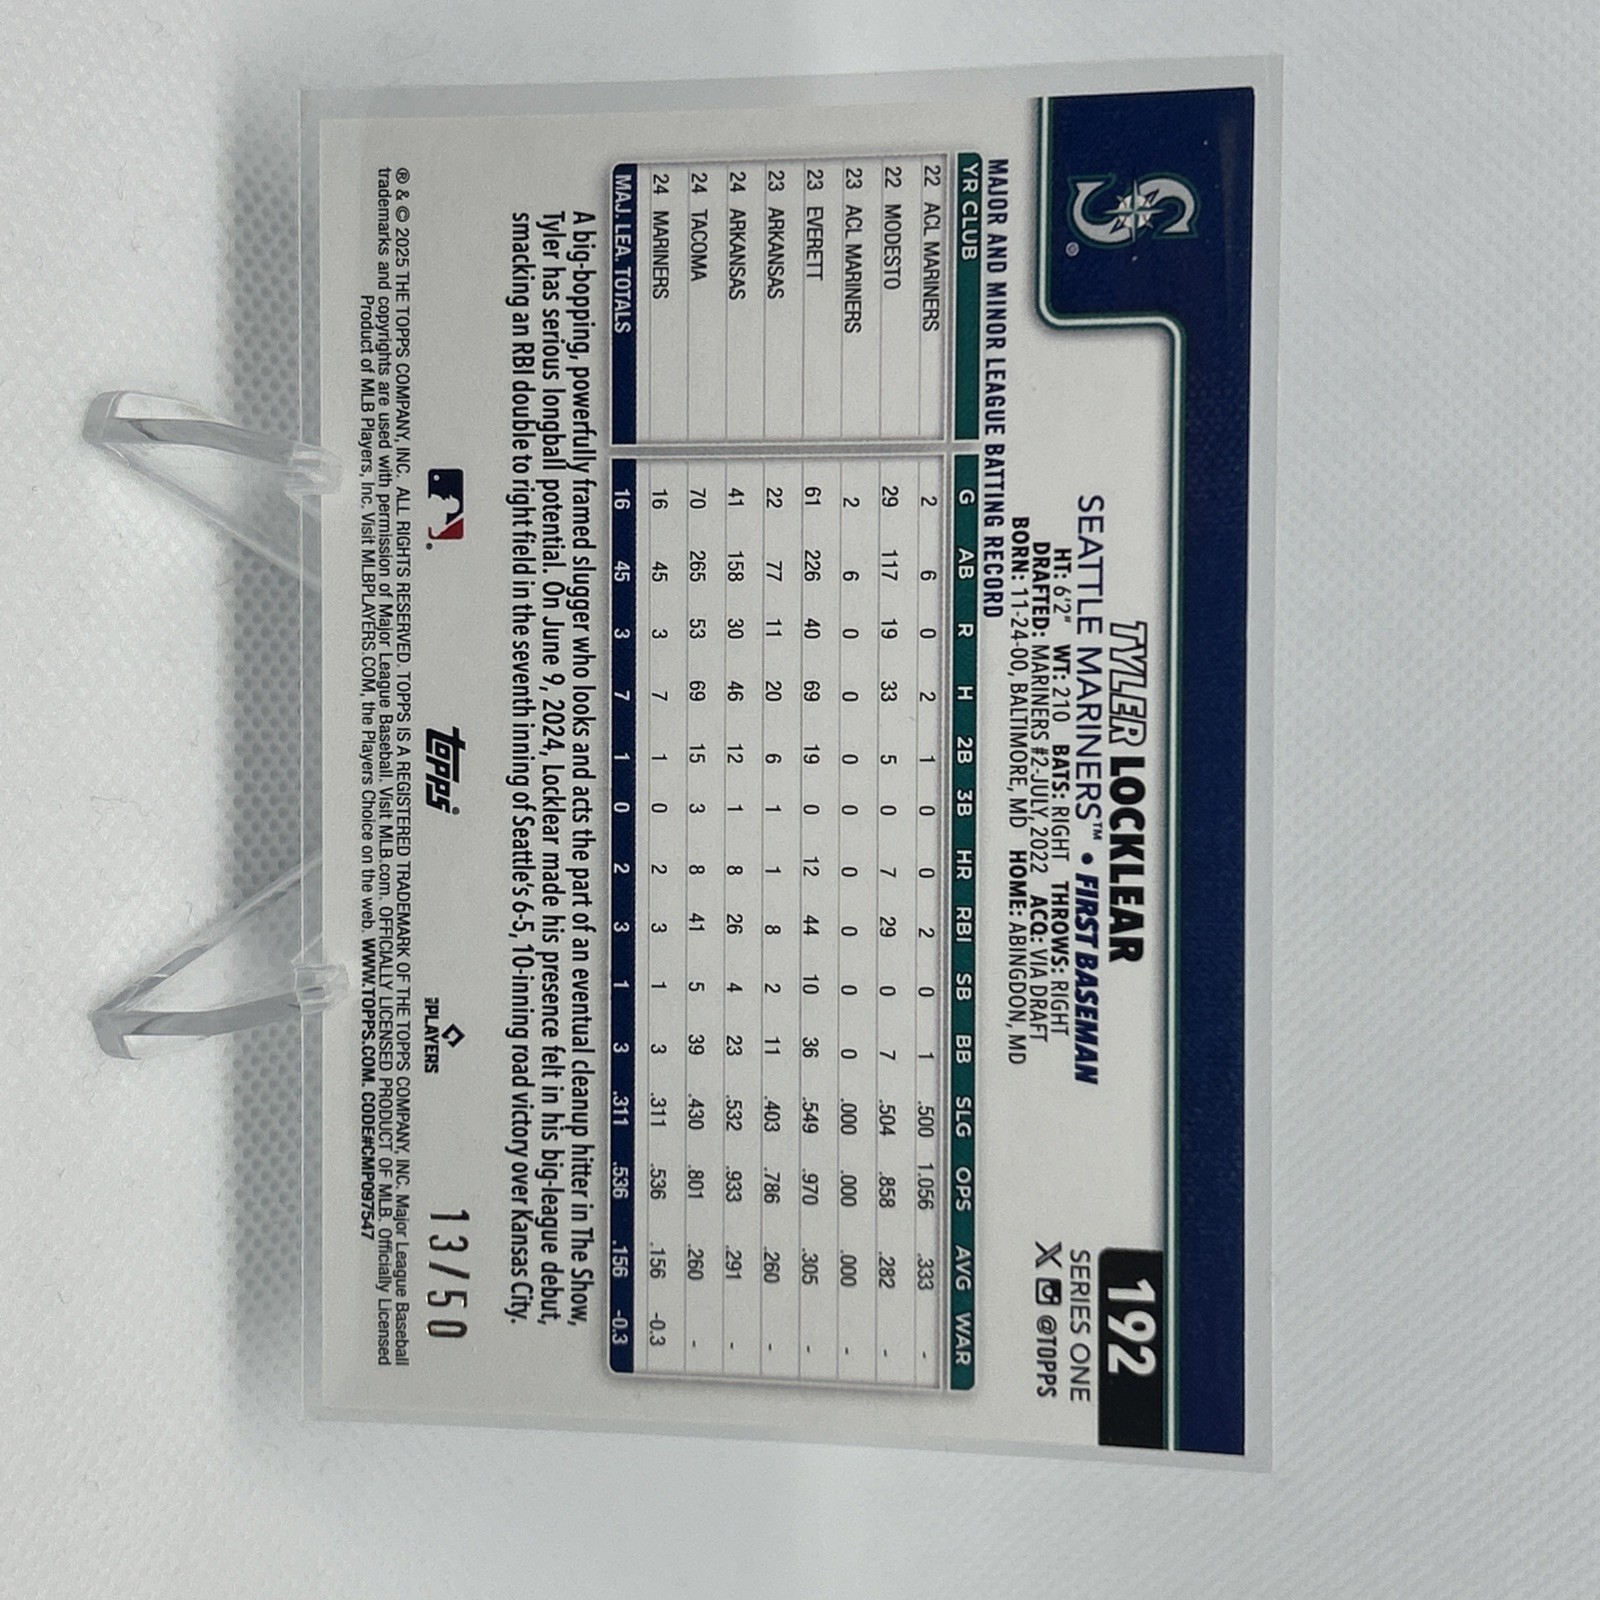 S ®
192
TYLER LOCKLEAR
SERIES ONE
SEATTLE MARINERS™ • FIRST BASEMAN
X @TOPPS
HT: 6'2" WT: 210 BATS: RIGHT THROWS: RIGHT
DRAFTED: MARINERS #2-JULY, 2022 ACQ: VIA DRAFT
BORN: 11-24-00, BALTIMORE, MD HOME: ABINGDON, MD
MAJOR AND MINOR LEAGUE BATTING RECORD
YR CLUB G AB R H 2B 3B HR RBI SB BB SLG OPS AVG WAR
22 ACL MARINERS 2 6 0 2 1 0 0 2 0 1 .500 1.056 .333 -
22 MODESTO 29 117 19 33 5 0 7 29 0 7 .504 .858 .282 -
23 ACL MARINERS 2 6 0 0 0 0 0 0 0 0 .000 .000 .000 -
23 EVERETT 61 226 40 69 19 0 12 44 10 36 .549 .970 .305 -
23 ARKANSAS 22 77 11 20 6 1 1 8 2 11 .403 .786 .260 -
24 ARKANSAS 41 158 30 46 12 1 8 26 4 23 .532 .933 .291 -
24 TACOMA 70 265 53 69 15 3 8 41 5 39 .430 .801 .260 -
24 MARINERS 16 45 3 7 1 0 2 3 1 3 .311 .536 .156 -0.3
MAJ. LEA. TOTALS 16 45 3 7 1 0 2 3 1 3 .311 .536 .156 -0.3
A big-bopping, powerfully framed slugger who looks and acts the part of an eventual cleanup hitter in The Show,
Tyler has serious longball potential. On June 9, 2024, Locklear made his presence felt in his big-league debut,
smacking an RBI double to right field in the seventh inning of Seattle's 6-5, 10-inning road victory over Kansas City.
topps®
PLAYERS
13/50
® & © 2025 THE TOPPS COMPANY, INC. ALL RIGHTS RESERVED. TOPPS IS A REGISTERED TRADEMARK OF THE TOPPS COMPANY, INC. Major League Baseball
trademarks and copyrights are used with permission of Major League Baseball. Visit MLB.com. OFFICIALLY LICENSED PRODUCT OF MLB. Officially Licensed
Product of MLB Players, Inc. Visit MLBPLAYERS.COM, the Players Choice on the web. WWW.TOPPS.COM. CODE#CMP097547